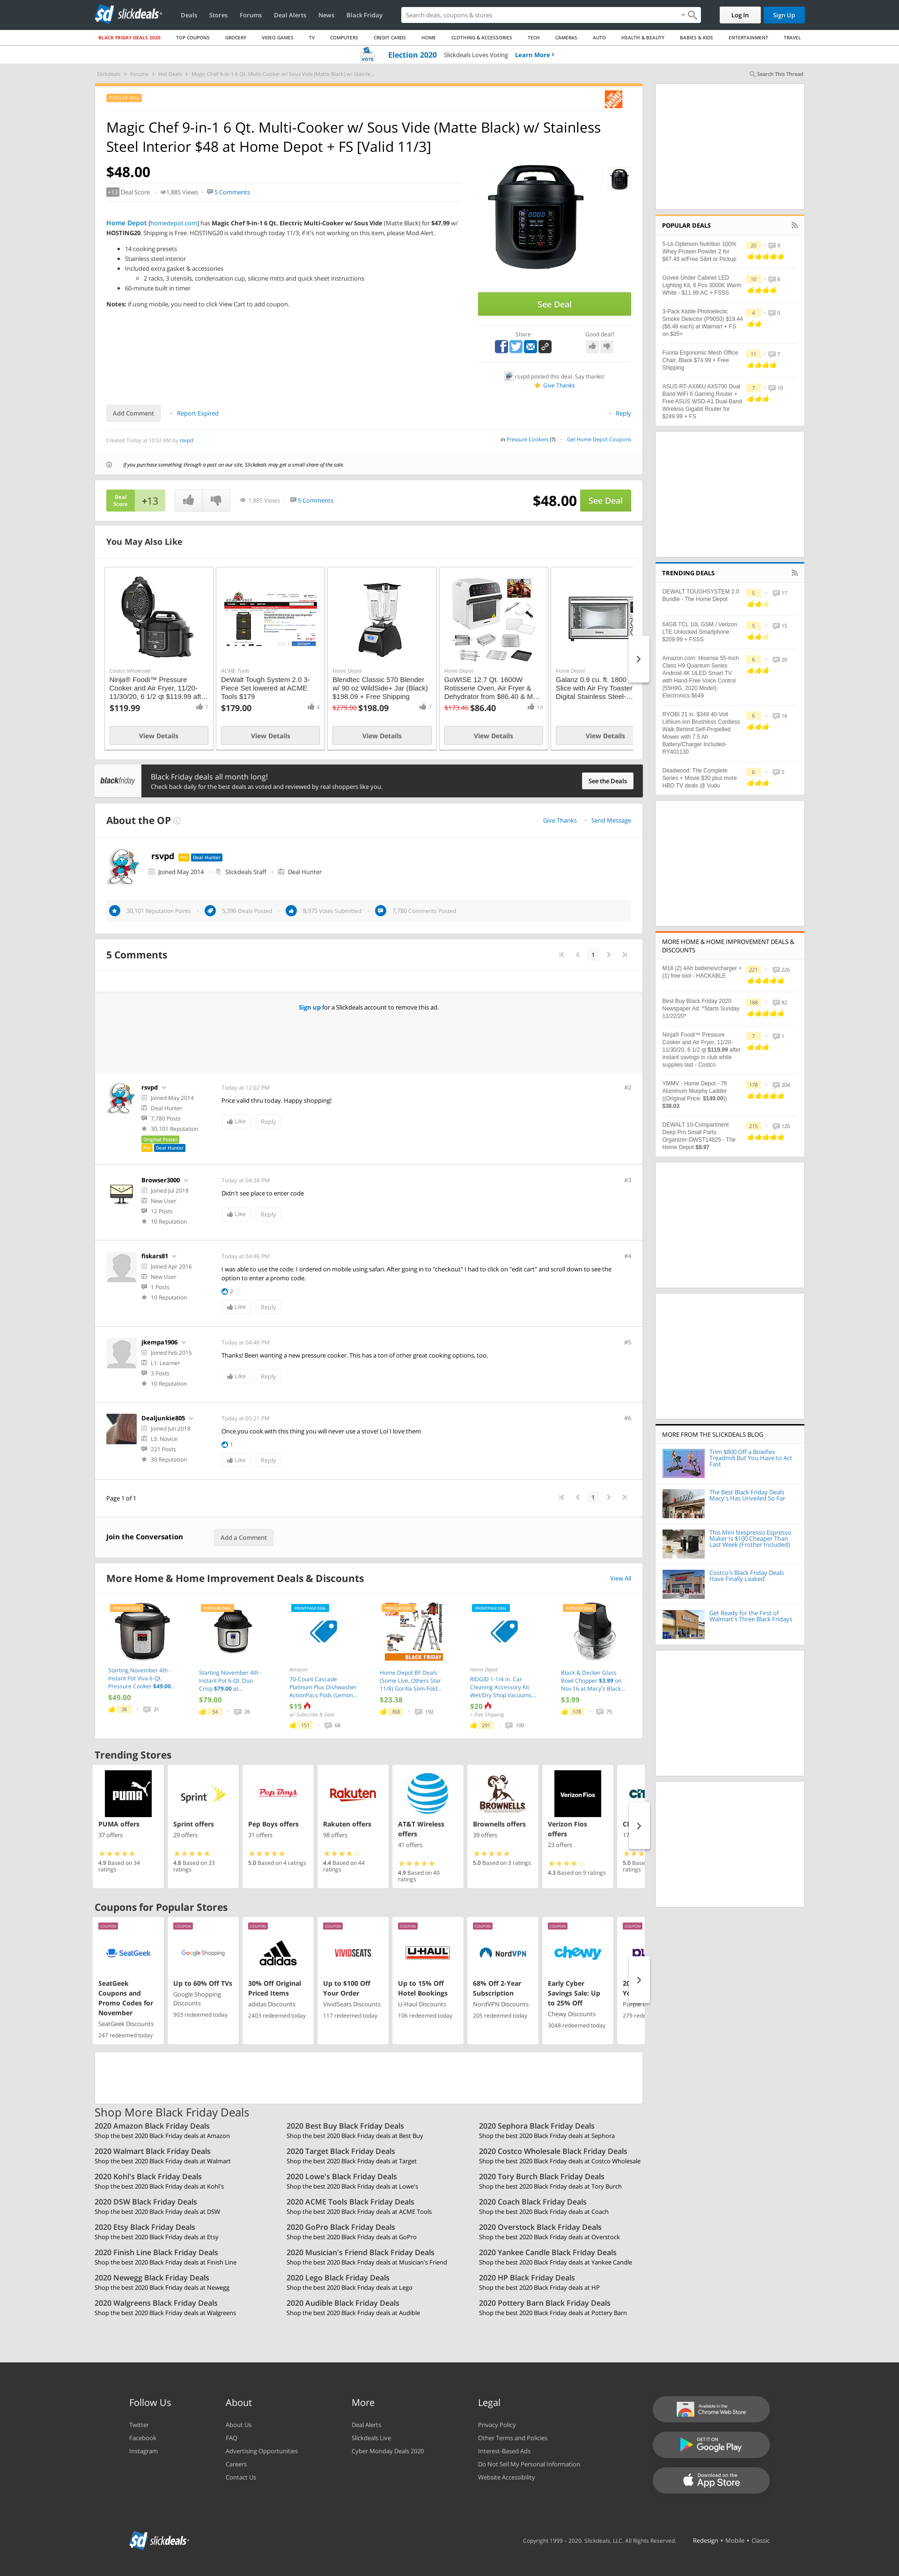 slickdeals
Deals Stores Forums Deal Alerts News Black Friday
Search deals, coupons & stores
Log In
Sign Up
BLACK FRIDAY DEALS 2020 TOP COUPONS GROCERY VIDEO GAMES TV COMPUTERS CREDIT CARDS HOME CLOTHING & ACCESSORIES TECH CAMERAS AUTO HEALTH & BEAUTY BABIES & KIDS ENTERTAINMENT TRAVEL
VOTE Election 2020 Slickdeals Loves Voting Learn More
Slickdeals Forums Hot Deals Magic Chef 9-in-1 6 Qt. Multi-Cooker w/ Sous Vide (Matte Black) w/ Stainle...
Search This Thread
POPULAR DEAL
Magic Chef 9-in-1 6 Qt. Multi-Cooker w/ Sous Vide (Matte Black) w/ Stainless
Steel Interior $48 at Home Depot + FS [Valid 11/3]
$48.00
+13 Deal Score 1,885 Views 5 Comments
Home Depot [homedepot.com] has Magic Chef 9-in-1 6 Qt. Electric Multi-Cooker w/ Sous Vide (Matte Black) for $47.99 w/
HOSTING20. Shipping is Free. HOSTING20 is valid through today 11/3; if it's not working on this item, please Mod Alert.
14 cooking presets
Stainless steel interior
Included extra gasket & accessories
2 racks, 3 utensils, condensation cup, silicone mitts and quick sheet instructions
60-minute built in timer
Notes: if using mobile, you need to click View Cart to add coupon.
See Deal
Share
Good deal?
rsvpd posted this deal. Say thanks!
Give Thanks
Add Comment
Report Expired
Reply
Created Today at 10:52 AM by rsvpd
in Pressure Cookers (7) Get Home Depot Coupons
If you purchase something through a post on our site, Slickdeals may get a small share of the sale.
Deal Score +13
1,885 Views 5 Comments
$48.00
See Deal
You May Also Like
Costco Wholesale
Ninja® Foodi™ Pressure
Cooker and Air Fryer, 11/20-
11/30/20, 6 1/2 qt $119.99 aft...
$119.99 7
View Details
ACME Tools
DeWalt Tough System 2.0 3-
Piece Set lowered at ACME
Tools $179
$179.00 4
View Details
Home Depot
Blendtec Classic 570 Blender
w/ 90 oz WildSide+ Jar (Black)
$198.09 + Free Shipping
$279.00 $198.09 7
View Details
Home Depot
GoWISE 12.7 Qt. 1600W
Rotisserie Oven, Air Fryer &
Dehydrator from $86.40 & M...
$173.46 $86.40 14
View Details
Home Depot
Galanz 0.9 cu. ft. 1800
Slice with Air Fry Toaster
Digital Stainless Steel-...
View Details
blackfriday
Black Friday deals all month long!
Check back daily for the best deals as voted and reviewed by real shoppers like you.
See the Deals
About the OP
Give Thanks Send Message
rsvpd Pro Deal Hunter
Joined May 2014 Slickdeals Staff Deal Hunter
30,101 Reputation Points 5,396 Deals Posted 8,975 Votes Submitted 7,780 Comments Posted
5 Comments
1
Sign up for a Slickdeals account to remove this ad.
rsvpd
Joined May 2014
Deal Hunter
7,780 Posts
30,101 Reputation
Original Poster
Pro Deal Hunter
Today at 12:02 PM
#2
Price valid thru today. Happy shopping!
Like Reply
Browser3000
Joined Jul 2018
New User
12 Posts
10 Reputation
Today at 04:38 PM
#3
Didn't see place to enter code
Like Reply
fiskars81
Joined Apr 2016
New User
1 Posts
10 Reputation
Today at 04:46 PM
#4
I was able to use the code. I ordered on mobile using safari. After going in to "checkout" I had to click on "edit cart" and scroll down to see the
option to enter a promo code.
2
Like Reply
jkempa1906
Joined Feb 2015
L1: Learner
3 Posts
10 Reputation
Today at 04:46 PM
#5
Thanks! Been wanting a new pressure cooker. This has a ton of other great cooking options, too.
Like Reply
Dealjunkie805
Joined Jun 2018
L3: Novice
221 Posts
30 Reputation
Today at 05:21 PM
#6
Once.you cook.with this thing you will never use a stove! Lol I love them
1
Like Reply
Page 1 of 1
1
Join the Conversation
Add a Comment
More Home & Home Improvement Deals & Discounts
View All
POPULAR DEAL
Starting November 4th -
Instant Pot Viva 6-Qt.
Pressure Cooker $49.00...
$49.00
38 31
POPULAR DEAL
Starting November 4th -
Instant Pot 6-Qt. Duo
Crisp $79.00 at...
$79.00
54 26
FRONTPAGE DEAL
Amazon
70-Count Cascade
Platinum Plus Dishwasher
ActionPacs Pods (Lemon...
$15
w/ Subscribe & Save
151 68
POPULAR DEAL
BLACK FRIDAY
Home Depot BF Deals
(Some Live, Others Star
11/8) Gorilla Slim-Fold...
$23.38
368 192
FRONTPAGE DEAL
Home Depot
RIDGID 1-1/4 in. Car
Cleaning Accessory Kit
Wet/Dry Shop Vacuums...
$20
+ Free Shipping
291 100
POPULAR DEAL
Black & Decker Glass
Bowl Chopper $3.99 on
Nov 16 at Macy's Black...
$3.99
578 75
Trending Stores
PUMA
PUMA offers
37 offers
4.9 Based on 34
ratings
Sprint
Sprint offers
29 offers
4.8 Based on 33
ratings
Pep Boys
Pep Boys offers
31 offers
5.0 Based on 4 ratings
Rakuten
Rakuten offers
98 offers
4.4 Based on 44
ratings
AT&T Wireless
offers
41 offers
4.9 Based on 40
ratings
BROWNELLS
Brownells offers
39 offers
5.0 Based on 3 ratings
Verizon Fios
Verizon Fios
offers
23 offers
4.3 Based on 9 ratings
5.0 Base
ratings
Coupons for Popular Stores
COUPON
SeatGeek
SeatGeek
Coupons and
Promo Codes for
November
SeatGeek Discounts
247 redeemed today
COUPON
Google Shopping
Up to 60% Off TVs
Google Shopping
Discounts
903 redeemed today
COUPON
adidas
30% Off Original
Priced Items
adidas Discounts
2403 redeemed today
COUPON
VIVIDSEATS
Up to $100 Off
Your Order
VividSeats Discounts
117 redeemed today
COUPON
U-HAUL
Up to 15% Off
Hotel Bookings
U-Haul Discounts
106 redeemed today
COUPON
NordVPN
68% Off 2-Year
Subscription
NordVPN Discounts
205 redeemed today
COUPON
chewy
Early Cyber
Savings Sale: Up
to 25% Off
Chewy Discounts
3048 redeemed today
COUPON
Shop More Black Friday Deals
2020 Amazon Black Friday Deals
Shop the best 2020 Black Friday deals at Amazon
2020 Walmart Black Friday Deals
Shop the best 2020 Black Friday deals at Walmart
2020 Kohl's Black Friday Deals
Shop the best 2020 Black Friday deals at Kohl's
2020 DSW Black Friday Deals
Shop the best 2020 Black Friday deals at DSW
2020 Etsy Black Friday Deals
Shop the best 2020 Black Friday deals at Etsy
2020 Finish Line Black Friday Deals
Shop the best 2020 Black Friday deals at Finish Line
2020 Newegg Black Friday Deals
Shop the best 2020 Black Friday deals at Newegg
2020 Walgreens Black Friday Deals
Shop the best 2020 Black Friday deals at Walgreens
2020 Best Buy Black Friday Deals
Shop the best 2020 Black Friday deals at Best Buy
2020 Target Black Friday Deals
Shop the best 2020 Black Friday deals at Target
2020 Lowe's Black Friday Deals
Shop the best 2020 Black Friday deals at Lowe's
2020 ACME Tools Black Friday Deals
Shop the best 2020 Black Friday deals at ACME Tools
2020 GoPro Black Friday Deals
Shop the best 2020 Black Friday deals at GoPro
2020 Musician's Friend Black Friday Deals
Shop the best 2020 Black Friday deals at Musician's Friend
2020 Lego Black Friday Deals
Shop the best 2020 Black Friday deals at Lego
2020 Audible Black Friday Deals
Shop the best 2020 Black Friday deals at Audible
2020 Sephora Black Friday Deals
Shop the best 2020 Black Friday deals at Sephora
2020 Costco Wholesale Black Friday Deals
Shop the best 2020 Black Friday deals at Costco Wholesale
2020 Tory Burch Black Friday Deals
Shop the best 2020 Black Friday deals at Tory Burch
2020 Coach Black Friday Deals
Shop the best 2020 Black Friday deals at Coach
2020 Overstock Black Friday Deals
Shop the best 2020 Black Friday deals at Overstock
2020 Yankee Candle Black Friday Deals
Shop the best 2020 Black Friday deals at Yankee Candle
2020 HP Black Friday Deals
Shop the best 2020 Black Friday deals at HP
2020 Pottery Barn Black Friday Deals
Shop the best 2020 Black Friday deals at Pottery Barn
POPULAR DEALS
5-Lb Optimum Nutrition 100%
Whey Protein Powder 2 for
$67.49 w/Free S&H or Pickup
20 9
Govee Under Cabinet LED
Lighting Kit, 6 Pcs 3000K Warm
White - $11.99 AC + FSSS
10 8
3-Pack Kidde Photoelectic
Smoke Detector (P9050) $19.44
($6.48 each) at Walmart + FS
on $35+
4 0
Furina Ergonomic Mesh Office
Chair, Black $74.99 + Free
Shipping
11 7
ASUS RT-AX86U AX5700 Dual
Band WiFi 6 Gaming Router +
Free ASUS WSD-A1 Dual-Band
Wireless Gigabit Router for
$249.99 + FS
7 10
TRENDING DEALS
DEWALT TOUGHSYSTEM 2.0
Bundle - The Home Depot
5 17
64GB TCL 10L GSM / Verizon
LTE Unlocked Smartphone
$209.99 + FSSS
5 15
Amazon.com: Hisense 55-Inch
Class H9 Quantum Series
Android 4K ULED Smart TV
with Hand-Free Voice Control
(55H9G, 2020 Model):
Electronics $649
6 20
RYOBI 21 in. $349 40-Volt
Lithium-Ion Brushless Cordless
Walk Behind Self-Propelled
Mower with 7.5 Ah
Battery/Charger Included-
RY401130
6 16
Deadwood: The Complete
Series + Movie $30 plus more
HBO TV deals @ Vudu
6 5
MORE HOME & HOME IMPROVEMENT DEALS &
DISCOUNTS
M18 (2) 4Ah batteries/charger +
(1) free tool - HACKABLE
221 226
Best Buy Black Friday 2020
Newspaper Ad: *Starts Sunday
11/22/20*
188 82
Ninja® Foodi™ Pressure
Cooker and Air Fryer, 11/20-
11/30/20, 6 1/2 qt $119.99 after
instant savings in club while
supplies last - Costco
7 1
YMMV - Home Depot - 7ft
Aluminum Murphy Ladder
((Original Price: $149.00))
$38.03
178 204
DEWALT 10-Compartment
Deep Pro Small Parts
Organizer-DWST14825 - The
Home Depot $9.97
215 120
MORE FROM THE SLICKDEALS BLOG
Trim $800 Off a Bowflex
Treadmill But You Have to Act
Fast
The Best Black Friday Deals
Macy's Has Unveiled So Far
This Mini Nespresso Espresso
Maker Is $100 Cheaper Than
Last Week (Frother Included)
Costco's Black Friday Deals
Have Finally Leaked
Get Ready for the First of
Walmart's Three Black Fridays
Follow Us
Twitter
Facebook
Instagram
About
About Us
FAQ
Advertising Opportunities
Careers
Contact Us
More
Deal Alerts
Slickdeals Live
Cyber Monday Deals 2020
Legal
Privacy Policy
Other Terms and Policies
Interest-Based Ads
Do Not Sell My Personal Information
Website Accessibility
Available in the
Chrome Web Store
GET IT ON
Google Play
Download on the
App Store
slickdeals
Copyright 1999 - 2020. Slickdeals, LLC. All Rights Reserved.
Redesign • Mobile • Classic